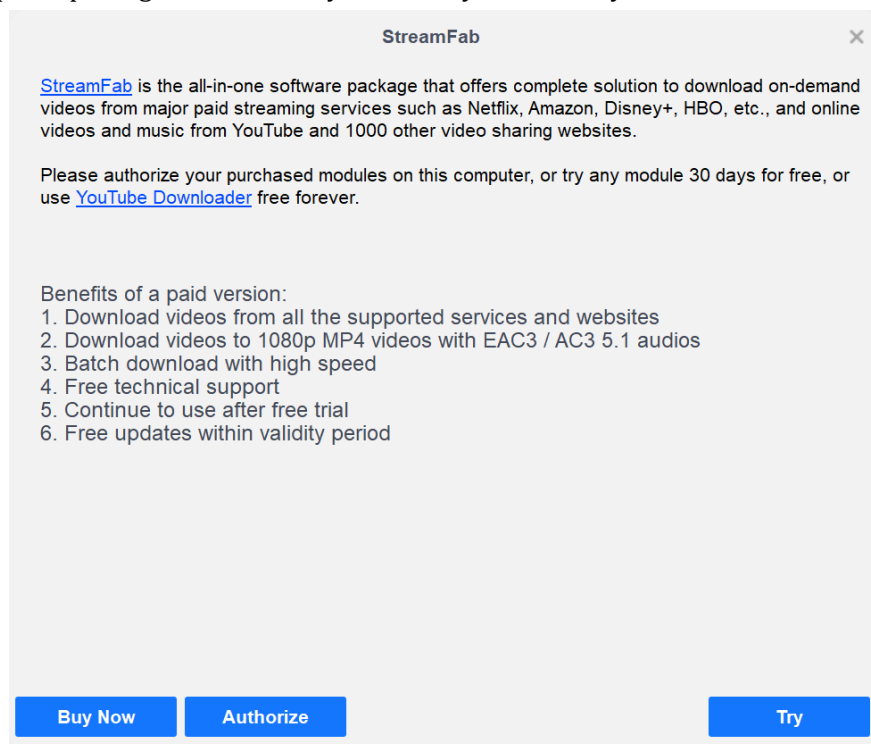 StreamFab
StreamFab is the all-in-one software package that offers complete solution to download on-demand
videos from major paid streaming services such as Netflix, Amazon, Disney+, HBO, etc., and online
videos and music from YouTube and 1000 other video sharing websites.
Please authorize your purchased modules on this computer, or try any module 30 days for free, or
use YouTube Downloader free forever.
Benefits of a paid version:
1. Download videos from all the supported services and websites
2. Download videos to 1080p MP4 videos with EAC3 / AC3 5.1 audios
3. Batch download with high speed
4. Free technical support
5. Continue to use after free trial
6. Free updates within validity period
Buy Now Authorize Try